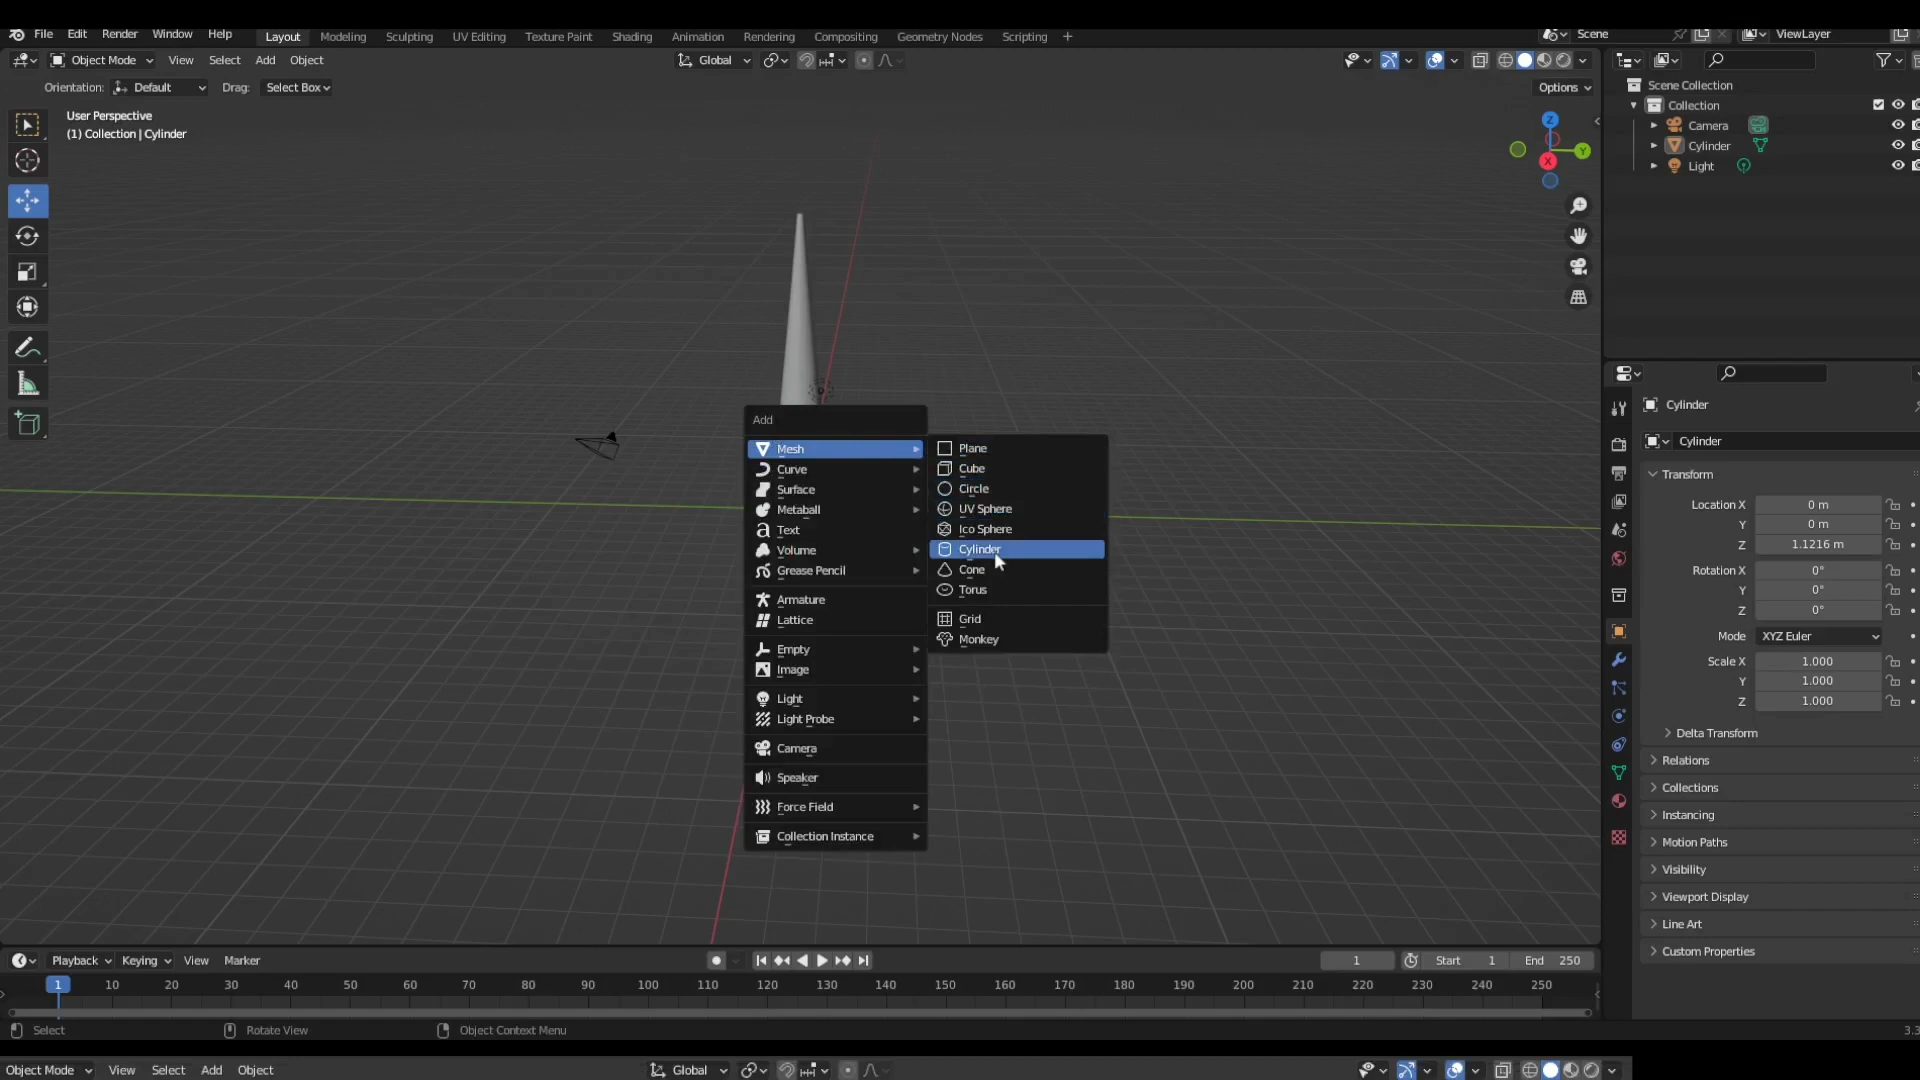 File Edit Render Window Help Layout Modeling Sculpting UV Editing Texture Paint Shading Animation Rendering Compositing Geometry Nodes Scripting + Scene ViewLayer
Object Mode View Select Add Object Global
Orientation: Default Drag: Select Box Options
User Perspective
(1) Collection | Cylinder
Z
Y
X
Scene Collection
Collection
Camera
Cylinder
Light
Add
Mesh
Curve
Surface
Metaball
Text
Volume
Grease Pencil
Armature
Lattice
Empty
Image
Light
Light Probe
Camera
Speaker
Force Field
Collection Instance
Plane
Cube
Circle
UV Sphere
Ico Sphere
Cylinder
Cone
Torus
Grid
Monkey
Cylinder
Cylinder
Transform
Location X 0 m
Y 0 m
Z 1.1216 m
Rotation X 0°
Y 0°
Z 0°
Mode XYZ Euler
Scale X 1.000
Y 1.000
Z 1.000
Delta Transform
Relations
Collections
Instancing
Motion Paths
Visibility
Viewport Display
Line Art
Custom Properties
Playback Keying View Marker 1 Start 1 End 250
1 10 20 30 40 50 60 70 80 90 100 110 120 130 140 150 160 170 180 190 200 210 220 230 240 250
Select Rotate View Object Context Menu 3.3
Object Mode View Select Add Object Global